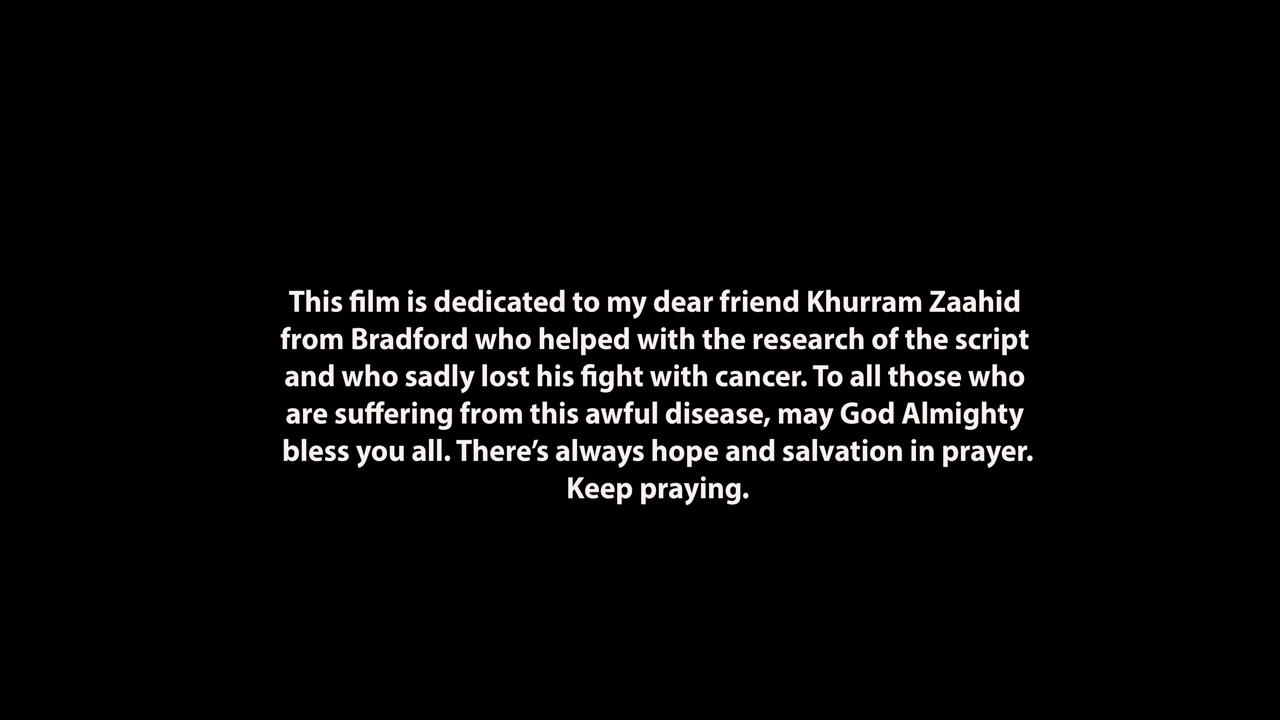 This film is dedicated to my dear friend Khurram Zaahid
from Bradford who helped with the research of the script
and who sadly lost his fight with cancer. To all those who
are suffering from this awful disease, may God Almighty
bless you all. There’s always hope and salvation in prayer.
Keep praying.